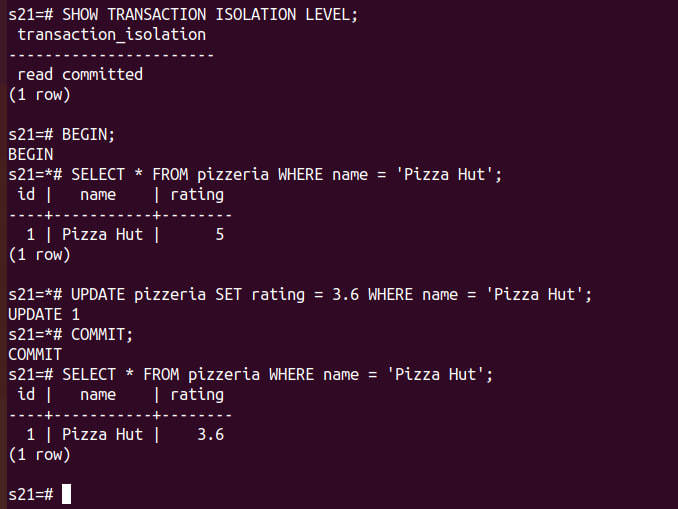 s21=# SHOW TRANSACTION ISOLATION LEVEL;
 transaction_isolation
-----------------------
 read committed
(1 row)

s21=# BEGIN;
BEGIN
s21=*# SELECT * FROM pizzeria WHERE name = 'Pizza Hut';
 id |   name    | rating
----+-----------+--------
  1 | Pizza Hut |      5
(1 row)

s21=*# UPDATE pizzeria SET rating = 3.6 WHERE name = 'Pizza Hut';
UPDATE 1
s21=*# COMMIT;
COMMIT
s21=# SELECT * FROM pizzeria WHERE name = 'Pizza Hut';
 id |   name    | rating
----+-----------+--------
  1 | Pizza Hut |    3.6
(1 row)

s21=#